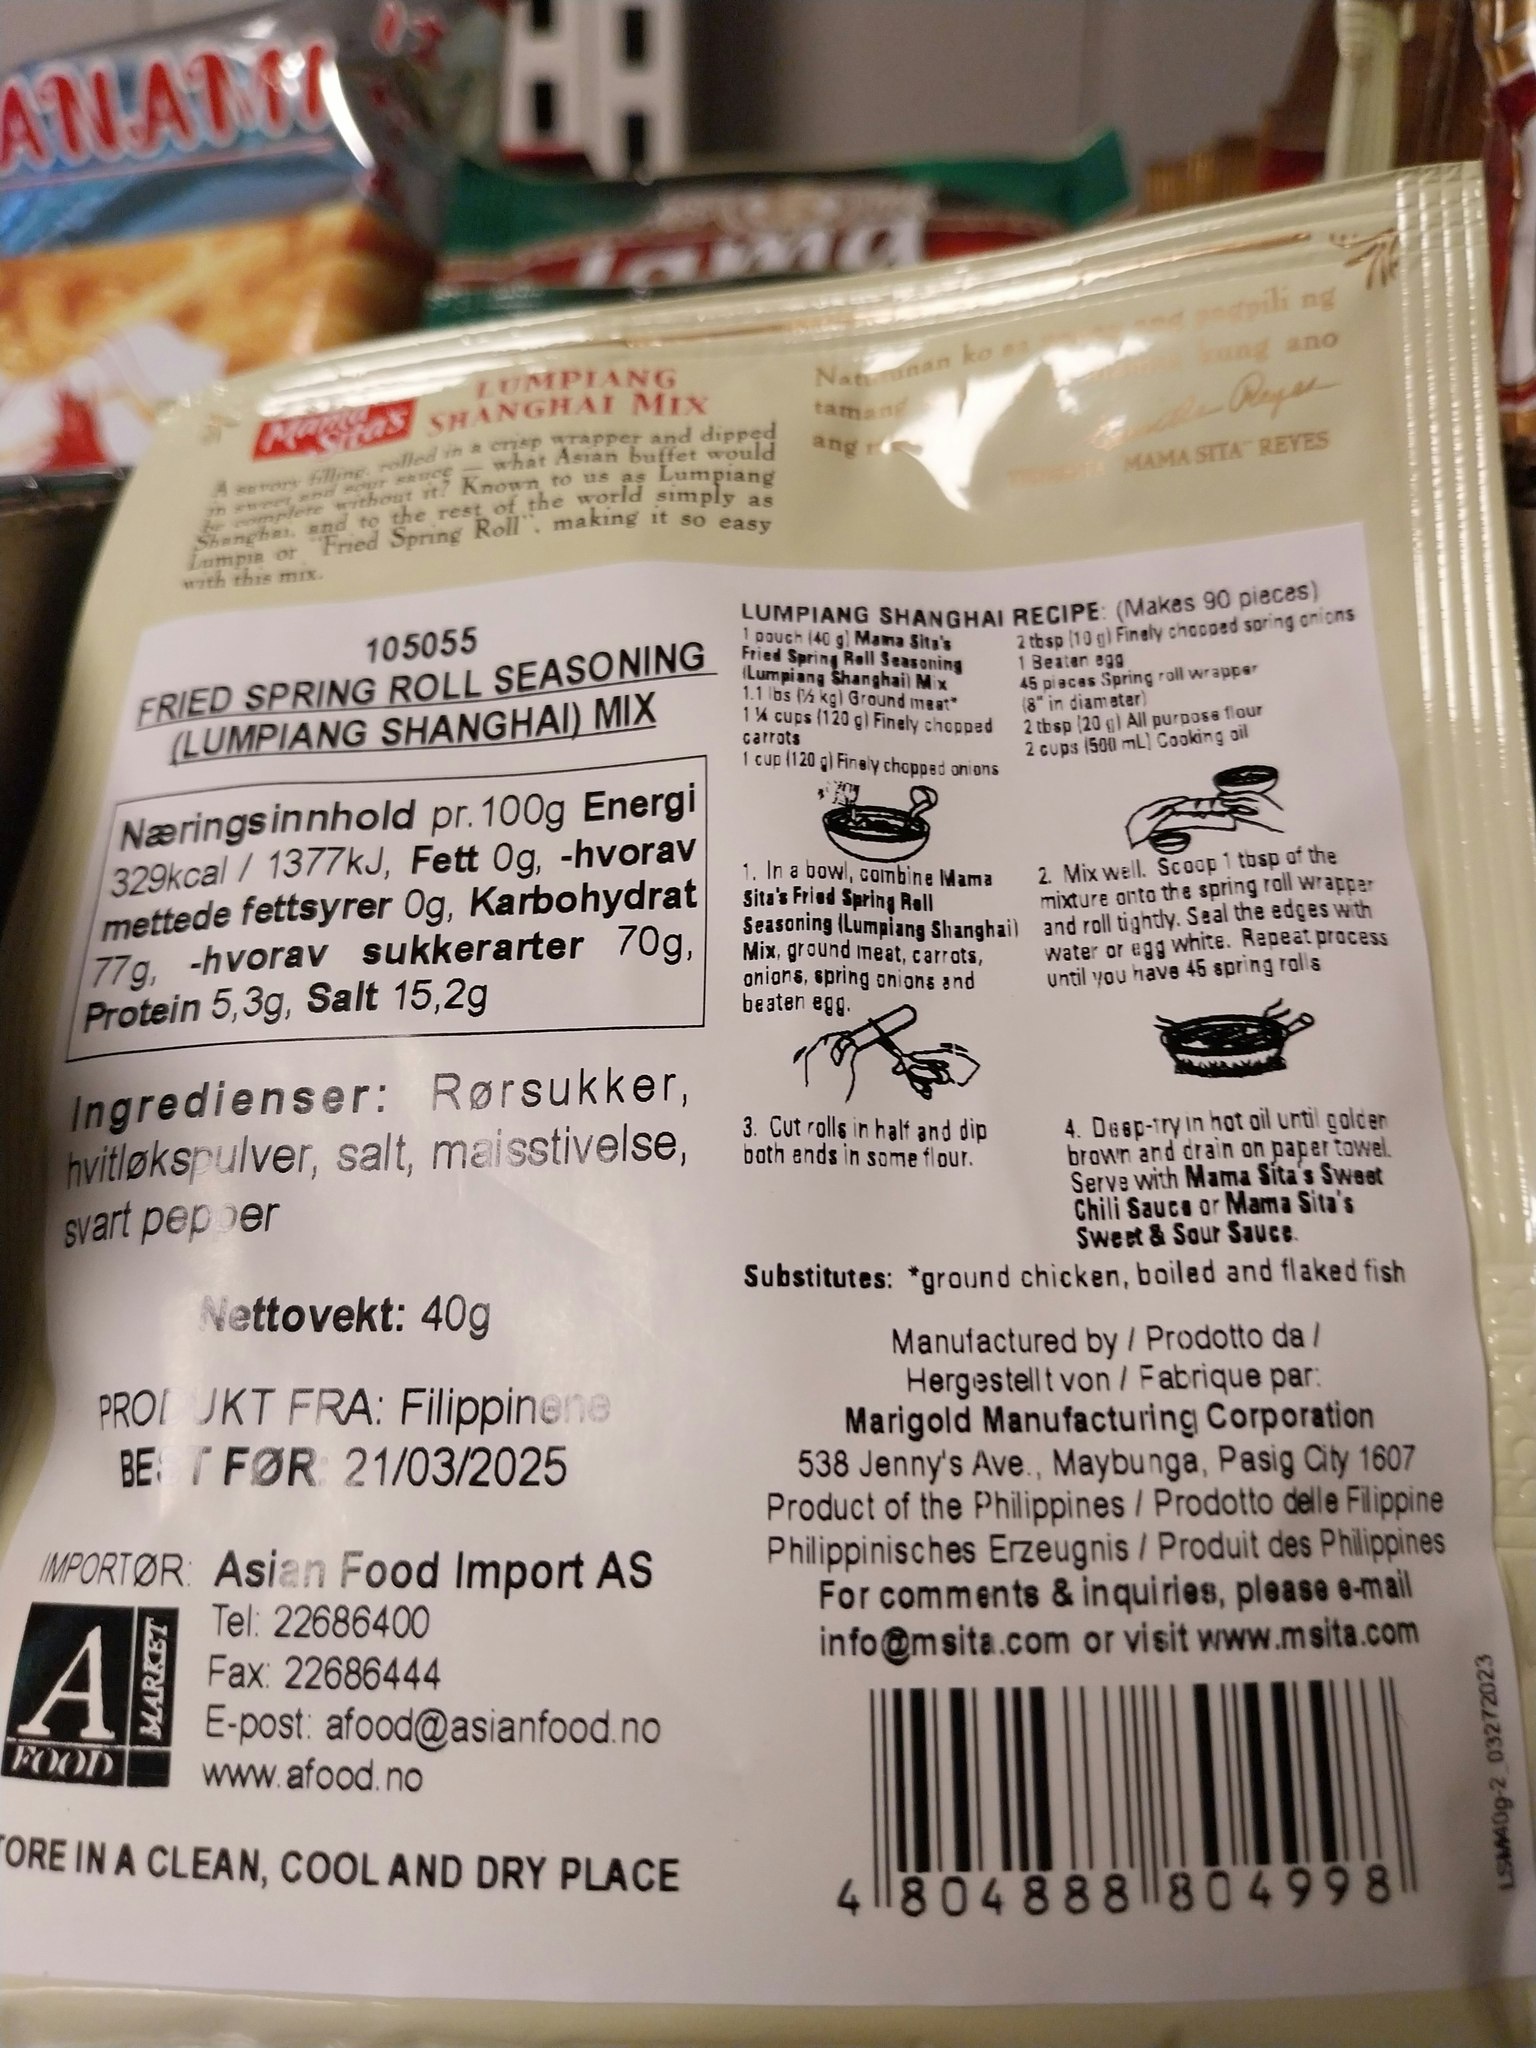 ANAMI
LUMPIANG
SHANGHAI MIX
Mama
Sita's
A savory filling, rolled in a crisp wrapper and dipped
in sweet and sour sauce — what Asian buffet would
be complete without it? Known to us as Lumpiang
Shanghai, and to the rest of the world simply as
Lumpia or "Fried Spring Roll", making it so easy
with this mix.
ko sa ang pagpili ng
tamang kung ano
ang
Reyes
"MAMA SITA" REYES
105055
FRIED SPRING ROLL SEASONING
(LUMPIANG SHANGHAI) MIX
Næringsinnhold pr.100g Energi
329kcal / 1377kJ, Fett 0g, -hvorav
mettede fettsyrer 0g, Karbohydrat
77g, -hvorav sukkerarter 70g,
Protein 5,3g, Salt 15,2g
Ingredienser: Rørsukker,
hvitløkspulver, salt, maisstivelse,
svart pepper
Nettovekt: 40g
PRODUKT FRA: Filippinene
BEST FØR: 21/03/2025
IMPORTØR: Asian Food Import AS
Tel: 22686400
Fax: 22686444
E-post: afood@asianfood.no
www.afood.no
A
FOOD
MARKET
TORE IN A CLEAN, COOL AND DRY PLACE
LUMPIANG SHANGHAI RECIPE: (Makes 90 pieces)
1 pouch (40 g) Mama Sita's
Fried Spring Roll Seasoning
(Lumpiang Shanghai) Mix
1.1 lbs (½ kg) Ground meat*
1 ¼ cups (120 g) Finely chopped
carrots
1 cup (120 g) Finely chopped onions
2 tbsp (10 g) Finely chopped spring onions
1 Beaten egg
45 pieces Spring roll wrapper
(8" in diameter)
2 tbsp (20 g) All purpose flour
2 cups (500 mL) Cooking oil
1. In a bowl, combine Mama
Sita's Fried Spring Roll
Seasoning (Lumpiang Shanghai)
Mix, ground meat, carrots,
onions, spring onions and
beaten egg.
2. Mix well. Scoop 1 tbsp of the
mixture onto the spring roll wrapper
and roll tightly. Seal the edges with
water or egg white. Repeat process
until you have 45 spring rolls
3. Cut rolls in half and dip
both ends in some flour.
4. Deep-fry in hot oil until golden
brown and drain on paper towel.
Serve with Mama Sita's Sweet
Chili Sauce or Mama Sita's
Sweet & Sour Sauce.
Substitutes: *ground chicken, boiled and flaked fish
Manufactured by / Prodotto da /
Hergestellt von / Fabrique par:
Marigold Manufacturing Corporation
538 Jenny's Ave., Maybunga, Pasig City 1607
Product of the Philippines / Prodotto delle Filippine
Philippinisches Erzeugnis / Produit des Philippines
For comments & inquiries, please e-mail
info@msita.com or visit www.msita.com
4 804888 804998
LSM40g-2_03272023